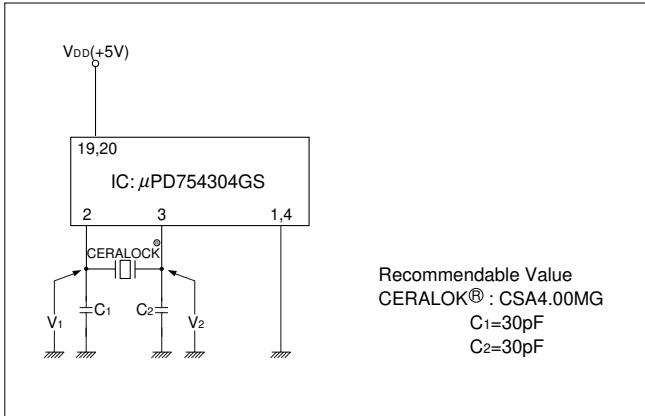 VDD(+5V)
19,20
IC: μPD754304GS
2 3 1,4
CERALOCK®
V1 C1 C2 V2
Recommendable Value
CERALOK® : CSA4.00MG
C1=30pF
C2=30pF